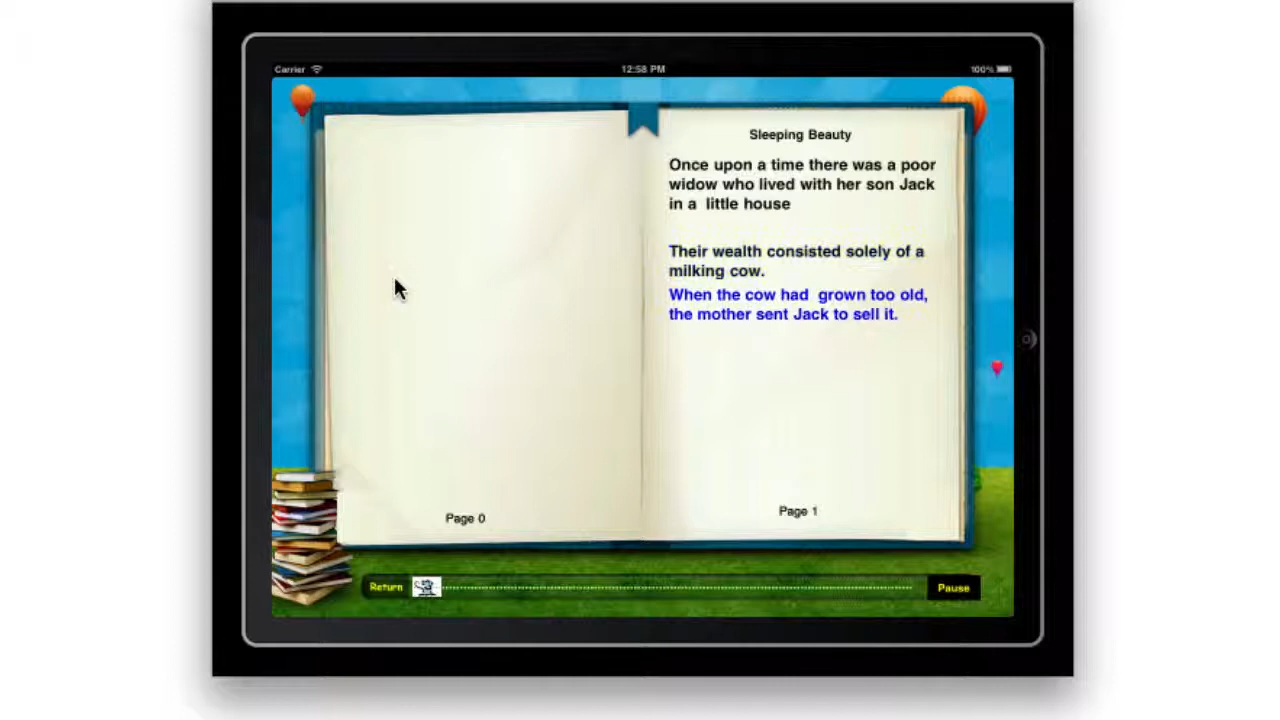 Carrier
12:58 PM
100%
Sleeping Beauty
Once upon a time there was a poor
widow who lived with her son Jack
in a little house
Their wealth consisted solely of a
milking cow.
When the cow had grown too old,
the mother sent Jack to sell it.
Page 0
Page 1
Return
Pause